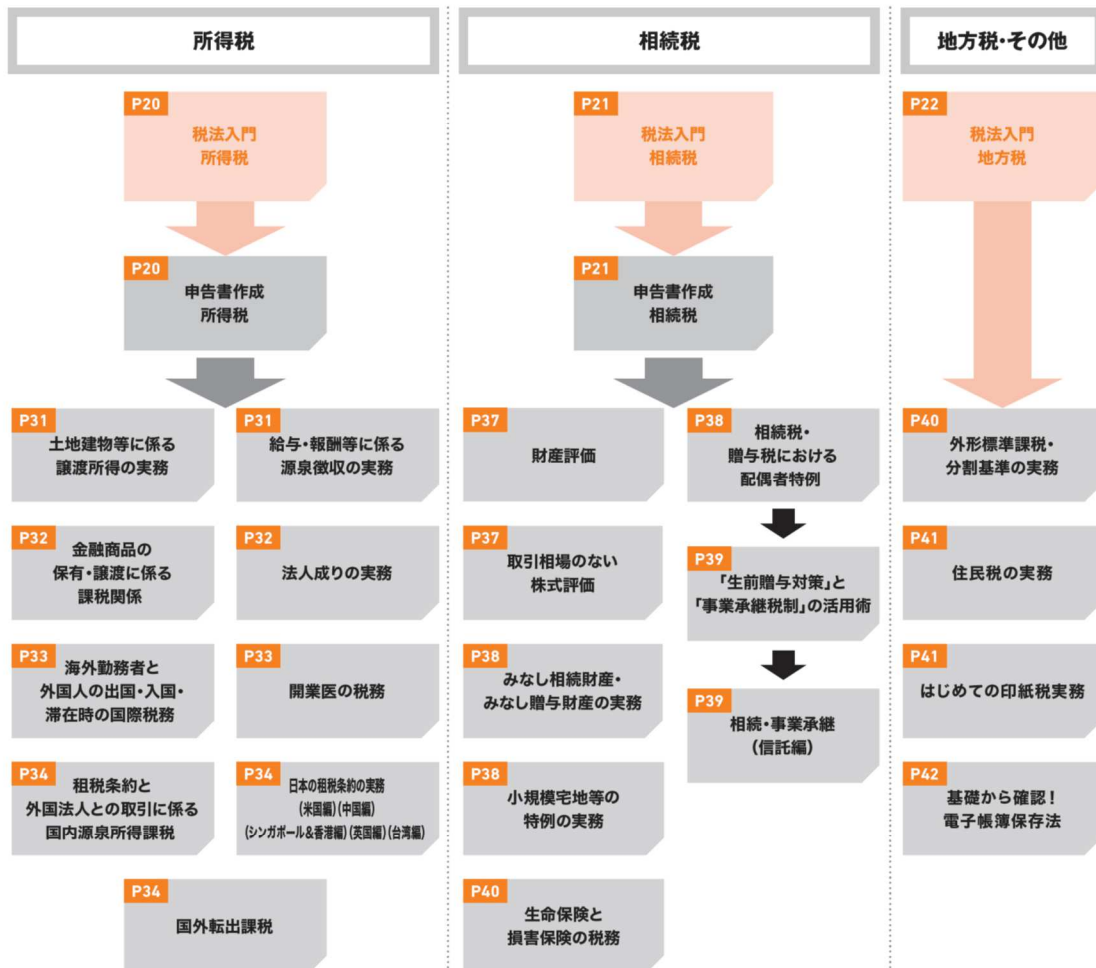 所得税
P20
税法入門
所得税
P20
申告書作成
所得税
P31
土地建物等に係る
譲渡所得の実務
P31
給与・報酬等に係る
源泉徴収の実務
P32
金融商品の
保有・譲渡に係る
課税関係
P32
法人成りの実務
P33
海外勤務者と
外国人の出国・入国・
滞在時の国際税務
P33
開業医の税務
P34
租税条約と
外国法人との取引に係る
国内源泉所得課税
P34
日本の租税条約の実務
(米国編)(中国編)
(シンガポール&香港編)(英国編)(台湾編)
P34
国外転出課税
相続税
P21
税法入門
相続税
P21
申告書作成
相続税
P37
財産評価
P37
取引相場のない
株式評価
P38
みなし相続財産・
みなし贈与財産の実務
P38
小規模宅地等の
特例の実務
P40
生命保険と
損害保険の税務
P38
相続税・
贈与税における
配偶者特例
P39
「生前贈与対策」と
「事業承継税制」の活用術
P39
相続・事業承継
(信託編)
地方税・その他
P22
税法入門
地方税
P40
外形標準課税・
分割基準の実務
P41
住民税の実務
P41
はじめての印紙税実務
P42
基礎から確認!
電子帳簿保存法